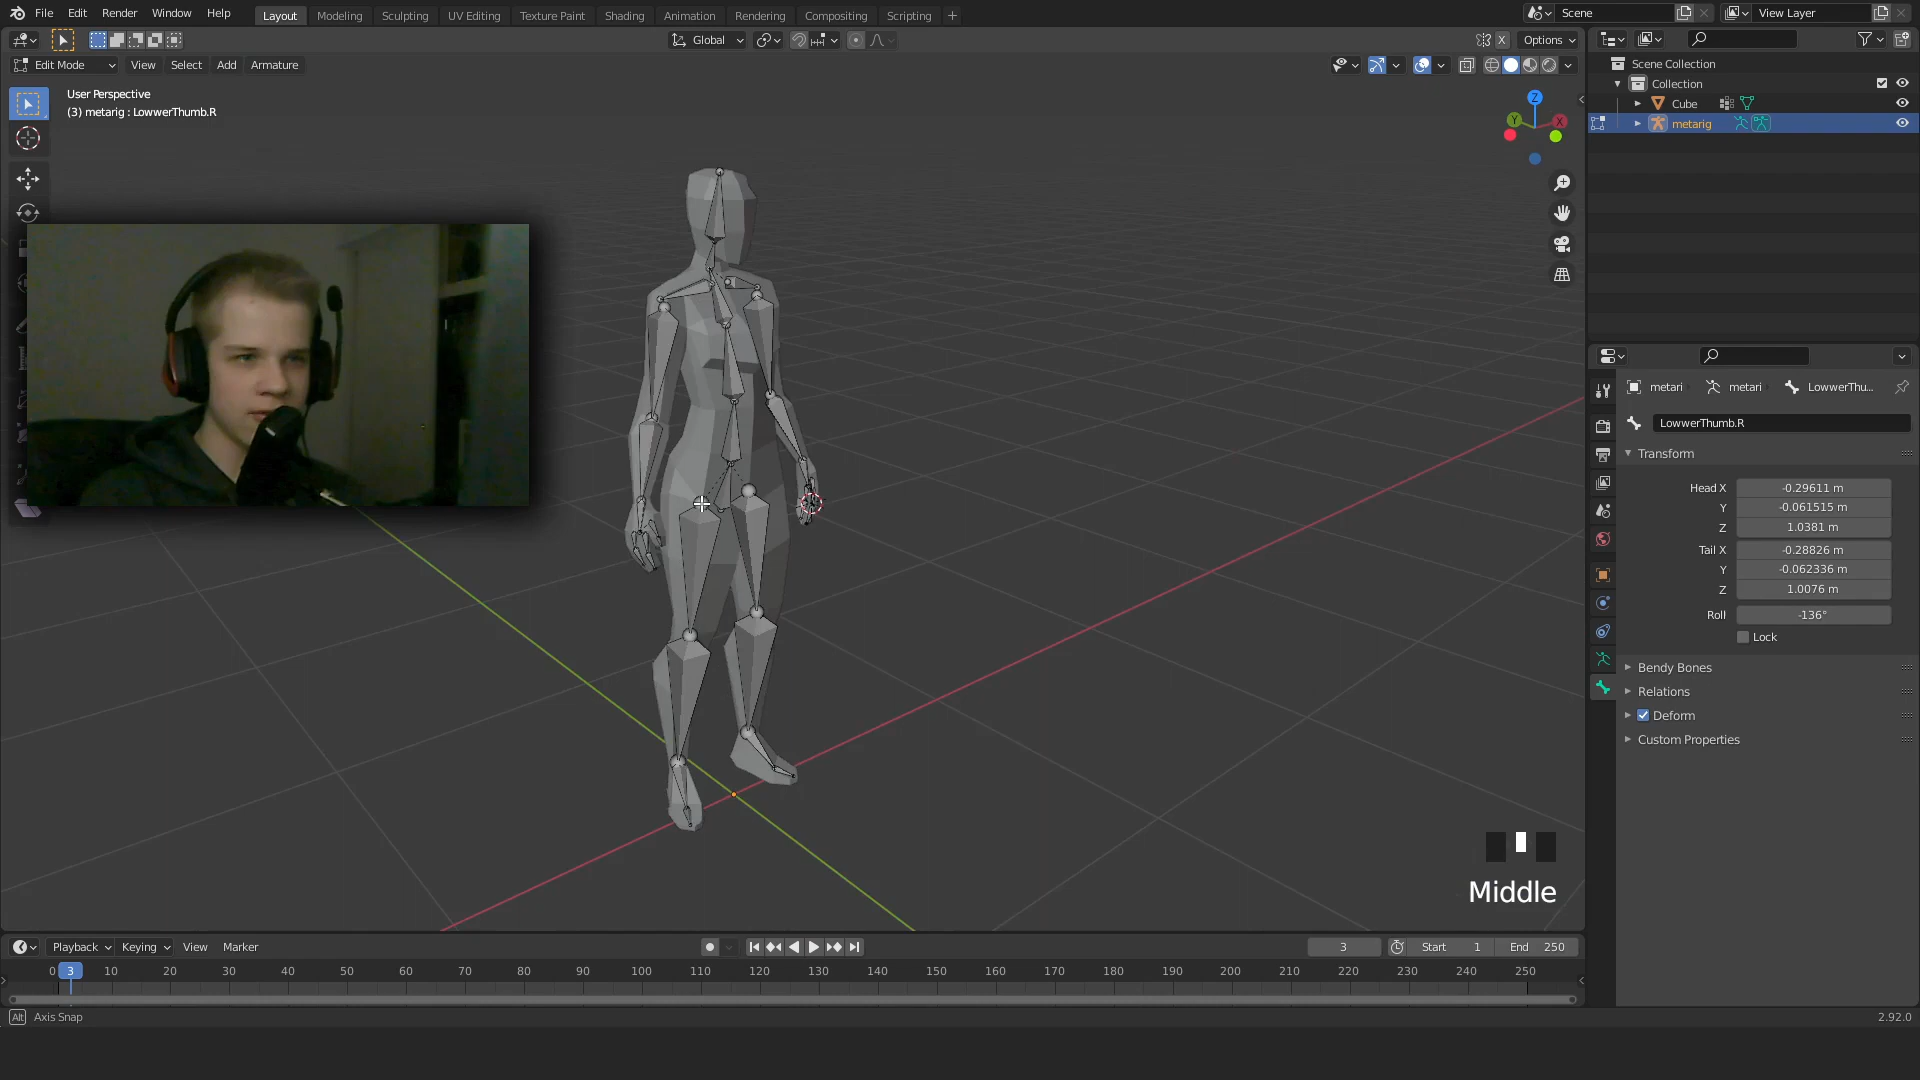 File Edit Render Window Help Layout Modeling Sculpting UV Editing Texture Paint Shading Animation Rendering Compositing Scripting Scene View Layer
Global X Options
Edit Mode View Select Add Armature
User Perspective
(3) metarig : LowwerThumb.R
Z
Y X
Scene Collection
Collection
Cube
metarig
metari metari LowwerThu...
LowwerThumb.R
Transform
Head X -0.29611 m
Y -0.061515 m
Z 1.0381 m
Tail X -0.28826 m
Y -0.062336 m
Z 1.0076 m
Roll -136°
Lock
Bendy Bones
Relations
Deform
Custom Properties
Middle
Playback Keying View Marker 3 Start 1 End 250
0 3 10 20 30 40 50 60 70 80 90 100 110 120 130 140 150 160 170 180 190 200 210 220 230 240 250
Alt Axis Snap 2.92.0